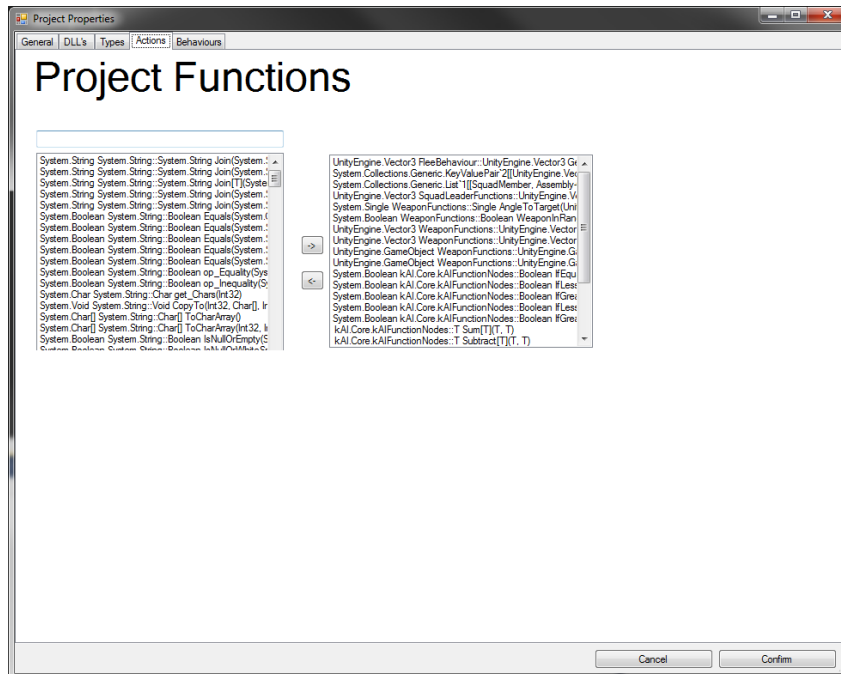 Project Properties
General DLL's Types Actions Behaviours
Project Functions
System.String System.String::System.String Join(System.
System.String System.String::System.String Join(System.
System.String System.String::System.String Join[T](Syste
System.String System.String::System.String Join(System.
System.String System.String::System.String Join(System.
System.Boolean System.String::Boolean Equals(System.
System.Boolean System.String::Boolean Equals(System.
System.Boolean System.String::Boolean Equals(System.
System.Boolean System.String::Boolean Equals(System.
System.Boolean System.String::Boolean Equals(System.
System.Boolean System.String::Boolean op_Equality(Sys
System.Boolean System.String::Boolean op_Inequality(Sy
System.Char System.String::Char get_Chars(Int32)
System.Void System.String::Void CopyTo(Int32, Char[], Ir
System.Char[] System.String::Char[] ToCharArray()
System.Char[] System.String::Char[] ToCharArray(Int32, I
System.Boolean System.String::Boolean IsNullOrEmpty(S
System.Boolean System.String::Boolean IsNullOrWhiteS
->
<-
UnityEngine.Vector3 FleeBehaviour::UnityEngine.Vector3 Ge
System.Collections.Generic.KeyValuePair`2[[UnityEngine.Vec
System.Collections.Generic.List`1[[SquadMember, Assembly-
UnityEngine.Vector3 SquadLeaderFunctions::UnityEngine.Ve
System.Single WeaponFunctions::Single AngleToTarget(Uni
System.Boolean WeaponFunctions::Boolean WeaponInRan
UnityEngine.Vector3 WeaponFunctions::UnityEngine.Vector
UnityEngine.Vector3 WeaponFunctions::UnityEngine.Vector
UnityEngine.GameObject WeaponFunctions::UnityEngine.Ga
UnityEngine.GameObject WeaponFunctions::UnityEngine.Ga
System.Boolean kAI.Core.kAIFunctionNodes::Boolean IfEqu
System.Boolean kAI.Core.kAIFunctionNodes::Boolean IfLess
System.Boolean kAI.Core.kAIFunctionNodes::Boolean IfGrea
System.Boolean kAI.Core.kAIFunctionNodes::Boolean IfLess
System.Boolean kAI.Core.kAIFunctionNodes::Boolean IfGrea
kAI.Core.kAIFunctionNodes::T Sum[T](T, T)
kAI.Core.kAIFunctionNodes::T Subtract[T](T, T)
Cancel Confirm